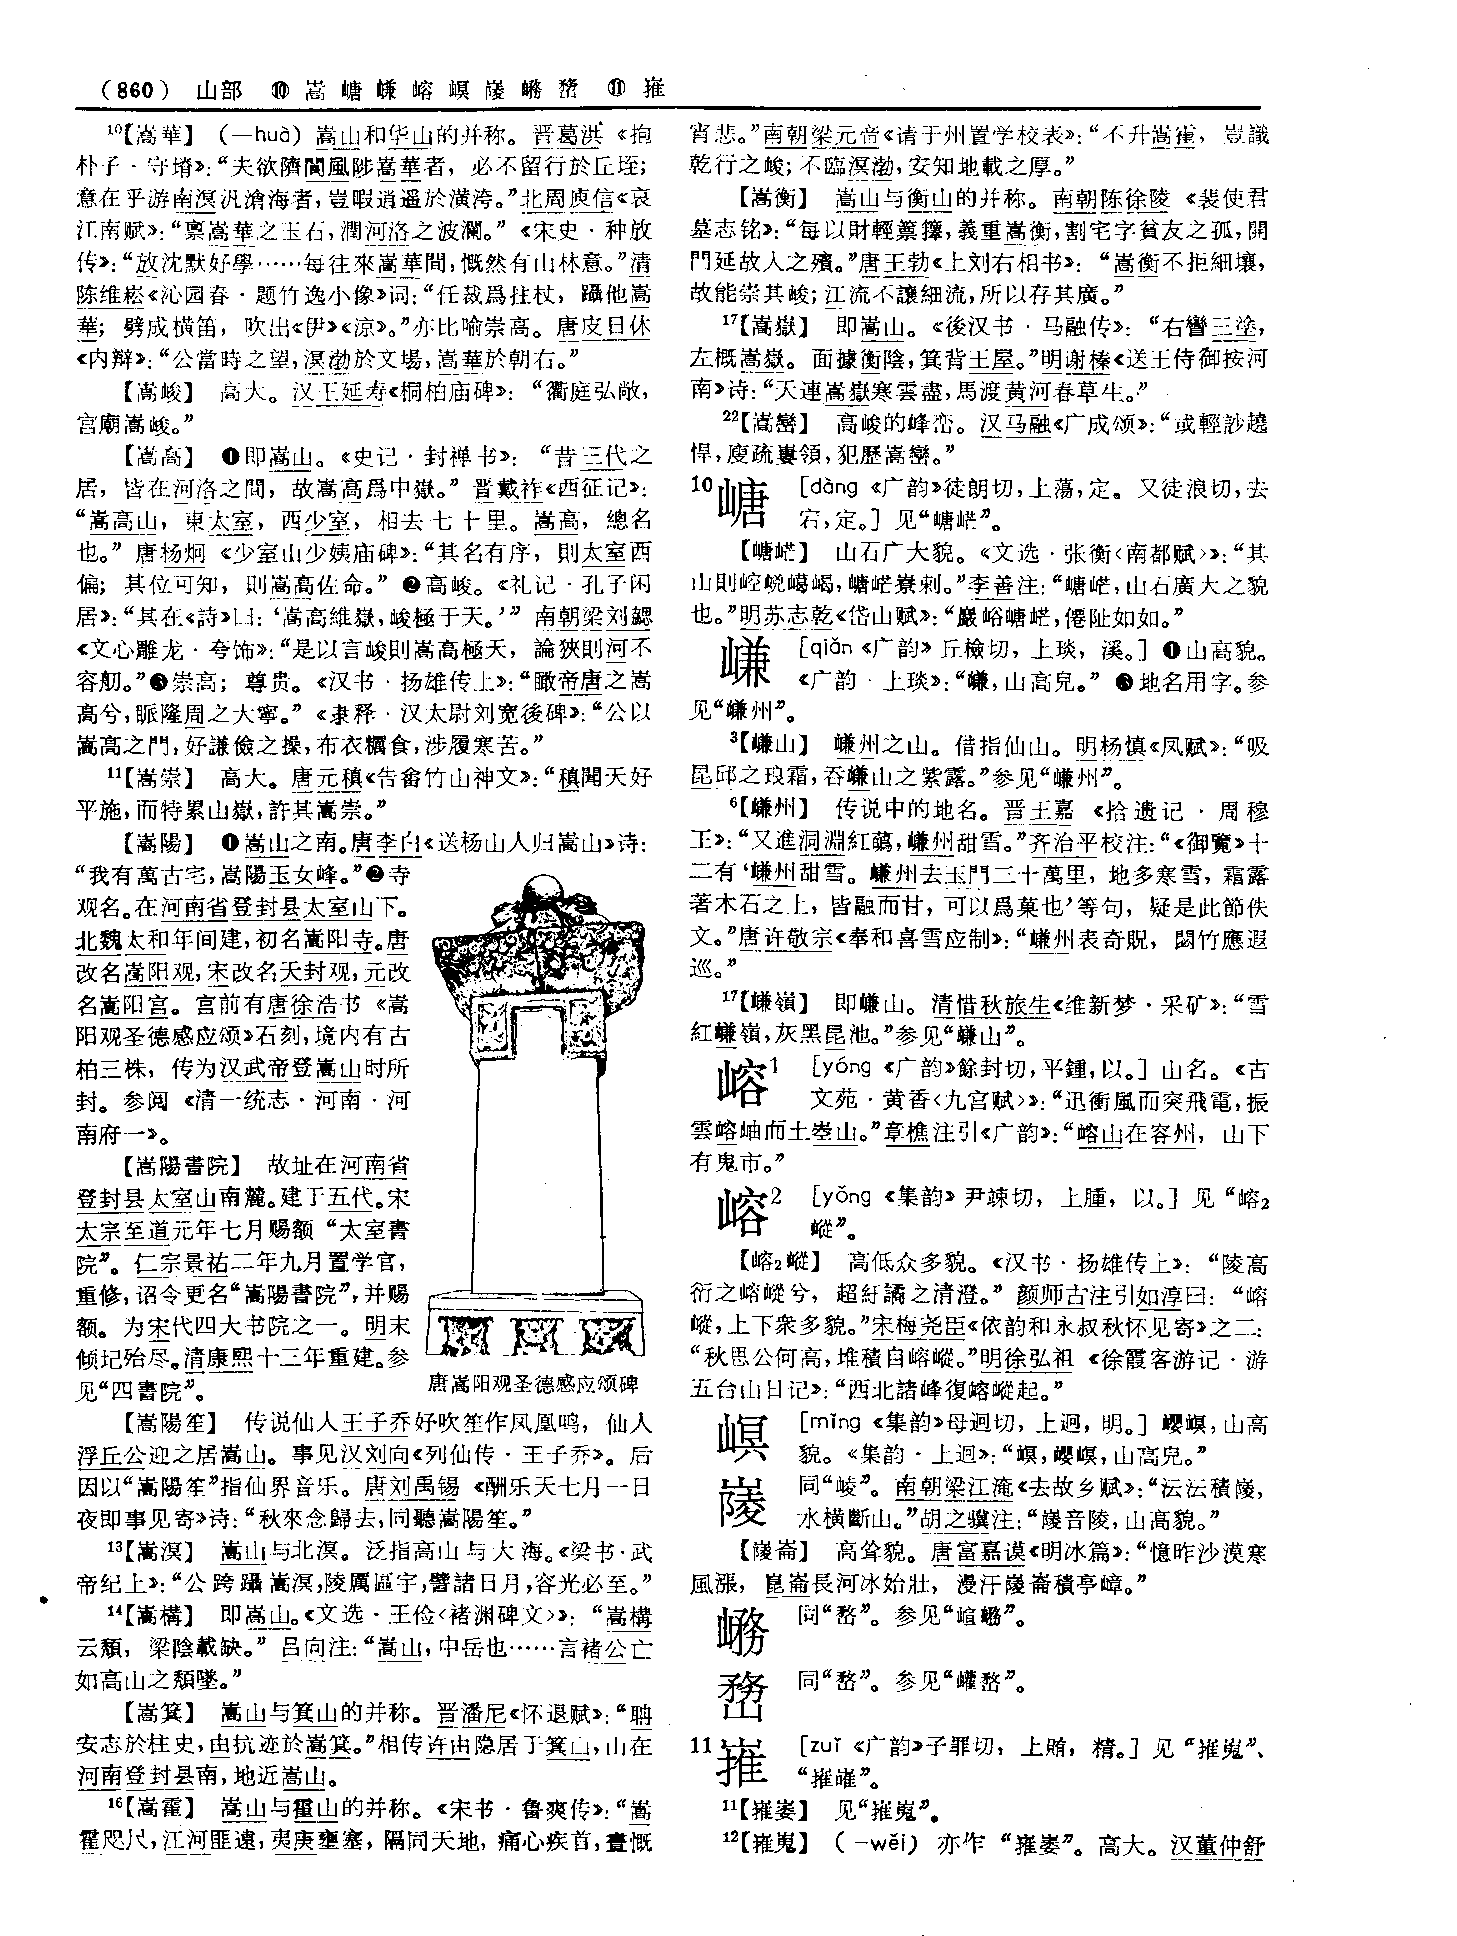 (860) 山部 ⑩嵩嵣嵰嵱嵿崚嵍嵍 ⑪嶊
¹⁰【嵩華】 (—huà) 嵩山和华山的并称。晋葛洪《抱
朴子·守塉》:“夫欲隮閬風陟嵩華者,必不留行於丘垤;
意在乎游南溟汎滄海者,豈暇逍遥於潢洿。”北周庾信《哀
江南赋》:“禀嵩華之玉石,潤河洛之波瀾。”《宋史·种放
传》:“放沈默好學……每往來嵩華間,慨然有山林意。”清
陈维崧《沁园春·题竹逸小像》词:“任裁爲拄杖,躡他嵩
華;劈成横笛,吹出《伊》《凉》。”亦比喻崇高。唐皮日休
《内辩》:“公當時之望,溟渤於文場,嵩華於朝右。”
【嵩峻】 高大。汉王延寿《桐柏庙碑》:“衢庭弘敞,
宫廟嵩峻。”
【嵩高】 ❶即嵩山。《史记·封禅书》:“昔三代之
居,皆在河洛之間,故嵩高爲中嶽。”晋戴祚《西征记》:
“嵩高山,東太室,西少室,相去七十里。嵩高,總名
也。”唐杨炯《少室山少姨庙碑》:“其名有序,則太室西
偏;其位可知,則嵩高佐命。”❷高峻。《礼记·孔子闲
居》:“其在《詩》曰:‘嵩高維嶽,峻極于天。’”南朝梁刘勰
《文心雕龙·夸饰》:“是以言峻則嵩高極天,論狹則河不
容舠。”❸崇高;尊贵。《汉书·扬雄传上》:“瞰帝唐之嵩
高兮,眽隆周之大寧。”《隶释·汉太尉刘宽後碑》:“公以
嵩高之門,好謙儉之操,布衣糲食,涉履寒苦。”
¹¹【嵩崇】 高大。唐元稹《告畬竹山神文》:“稹聞天好
平施,而特累山嶽,許其嵩崇。”
【嵩陽】 ❶嵩山之南。唐李白《送杨山人归嵩山》诗:
“我有萬古宅,嵩陽玉女峰。”❷寺
观名。在河南省登封县太室山下。
北魏太和年间建,初名嵩阳寺。唐
改名嵩阳观,宋改名天封观,元改
名嵩阳宫。宫前有唐徐浩书《嵩
阳观圣德感应颂》石刻,境内有古
柏三株,传为汉武帝登嵩山时所
封。参阅《清一统志·河南·河
南府一》。
【嵩陽書院】 故址在河南省
登封县太室山南麓。建于五代。宋
太宗至道元年七月赐额“太室書
院”。仁宗景祐二年九月置学官,
重修,诏令更名“嵩陽書院”,并赐
额。为宋代四大书院之一。明末
倾圮殆尽。清康熙十三年重建。参
见“四書院”。
唐嵩阳观圣德感应颂碑
【嵩陽笙】 传说仙人王子乔好吹笙作凤凰鸣,仙人
浮丘公迎之居嵩山。事见汉刘向《列仙传·王子乔》。后
因以“嵩陽笙”指仙界音乐。唐刘禹锡《酬乐天七月一日
夜即事见寄》诗:“秋來念歸去,同聽嵩陽笙。”
¹³【嵩溟】 嵩山与北溟。泛指高山与大海。《梁书·武
帝纪上》:“公跨躡嵩溟,陵厲區宇,譬諸日月,容光必至。”
¹⁴【嵩構】 即嵩山。《文选·王俭〈褚渊碑文〉》:“嵩構
云頽,梁陰載缺。”吕向注:“嵩山,中岳也……言褚公亡
如高山之頽墜。”
【嵩箕】 嵩山与箕山的并称。晋潘尼《怀退赋》:“聃
安志於柱史,由抗迹於嵩箕。”相传许由隐居于箕山,山在
河南登封县南,地近嵩山。
¹⁶【嵩霍】 嵩山与霍山的并称。《宋书·鲁爽传》:“嵩
霍咫尺,江河匪遠,夷庚壅塞,隔同天地,痛心疾首,晝慨
宵悲。”南朝梁元帝《请于州置学校表》:“不升嵩霍,豈識
乾行之峻;不臨溟渤,安知地載之厚。”
【嵩衡】 嵩山与衡山的并称。南朝陈徐陵《裴使君
墓志铭》:“每以財輕篻籜,義重嵩衡,割宅字貧友之孤,開
門延故人之殯。”唐王勃《上刘右相书》:“嵩衡不拒細壤,
故能崇其峻;江流不讓細流,所以存其廣。”
¹⁷【嵩嶽】 即嵩山。《後汉书·马融传》:“右矕三塗,
左概嵩嶽。面據衡陰,箕背王屋。”明谢榛《送王侍御按河
南》诗:“天連嵩嶽寒雲盡,馬渡黄河春草生。”
²²【嵩巒】 高峻的峰峦。汉马融《广成颂》:“或輕訬趬
悍,廋疏嶁領,犯歷嵩巒。”
10 嵣 [dàng《广韵》徒朗切,上蕩,定。又徒浪切,去
宕,定。] 见“嵣㟐”。
【嵣㟐】 山石广大貌。《文选·张衡〈南都赋〉》:“其
山則崆㟅嶱嵑,嵣㟐嶚剌。”李善注:“嵣㟐,山石廣大之貌
也。”明苏志乾《岱山赋》:“巖峪嵣㟐,僊阯如如。”
嵰 [qiǎn《广韵》丘檢切,上琰,溪。] ❶山高貌。
《广韵·上琰》:“嵰,山高皃。”❷地名用字。参
见“嵰州”。
³【嵰山】 嵰州之山。借指仙山。明杨慎《凤赋》:“吸
昆邱之琅霜,吞嵰山之紫露。”参见“嵰州”。
⁶【嵰州】 传说中的地名。晋王嘉《拾遗记·周穆
王》:“又進洞淵紅蘤,嵰州甜雪。”齐治平校注:“《御覽》十
二有‘嵰州甜雪。嵰州去玉門三十萬里,地多寒雪,霜露
著木石之上,皆融而甘,可以爲菓也’等句,疑是此節佚
文。”唐许敬宗《奉和喜雪应制》:“嵰州表奇貺,閟竹應遐
巡。”
¹⁷【嵰嶺】 即嵰山。清惜秋旅生《维新梦·采矿》:“雪
紅嵰嶺,灰黑昆池。”参见“嵰山”。
嵱¹ [yóng《广韵》餘封切,平鍾,以。] 山名。《古
文苑·黄香〈九宫赋〉》:“迅衝風而突飛電,振
雲嵱岫而土崟山。”章樵注引《广韵》:“嵱山在容州,山下
有鬼市。”
嵱² [yǒng《集韵》尹竦切,上腫,以。] 见“嵱₂
嵷”。
【嵱₂嵷】 高低众多貌。《汉书·扬雄传上》:“陵高
衍之嵱嵷兮,超紆譎之清澄。”颜师古注引如淳曰:“嵱
嵷,上下衆多貌。”宋梅尧臣《依韵和永叔秋怀见寄》之二:
“秋思公何高,堆積自嵱嵷。”明徐弘祖《徐霞客游记·游
五台山日记》:“西北諸峰復嵱嵷起。”
[mǐng《集韵》母迥切,上迥,明。] 山高
貌。《集韵·上迥》:“山高皃。”
同“崚”。南朝梁江淹《去故乡赋》:“沄沄積陵,
水横斷山。”胡之骥注:“音陵,山高貌。”
高耸貌。唐富嘉谟《明冰篇》:“憶昨沙漠寒
風漲,崑崙長河冰始壯,漫汗崚嶒積亭嶂。”
同“嵍”。参见“”。
嵍 同“嵍”。参见“”。
11 嶊 [zuǐ《广韵》子罪切,上賄,精。] 见“嶊嵬”、
“嶊嶉”。
¹¹【嶊崣】 见“嶊嵬”。
¹²【嶊嵬】 (—wěi) 亦作“嶊崣”。高大。汉董仲舒